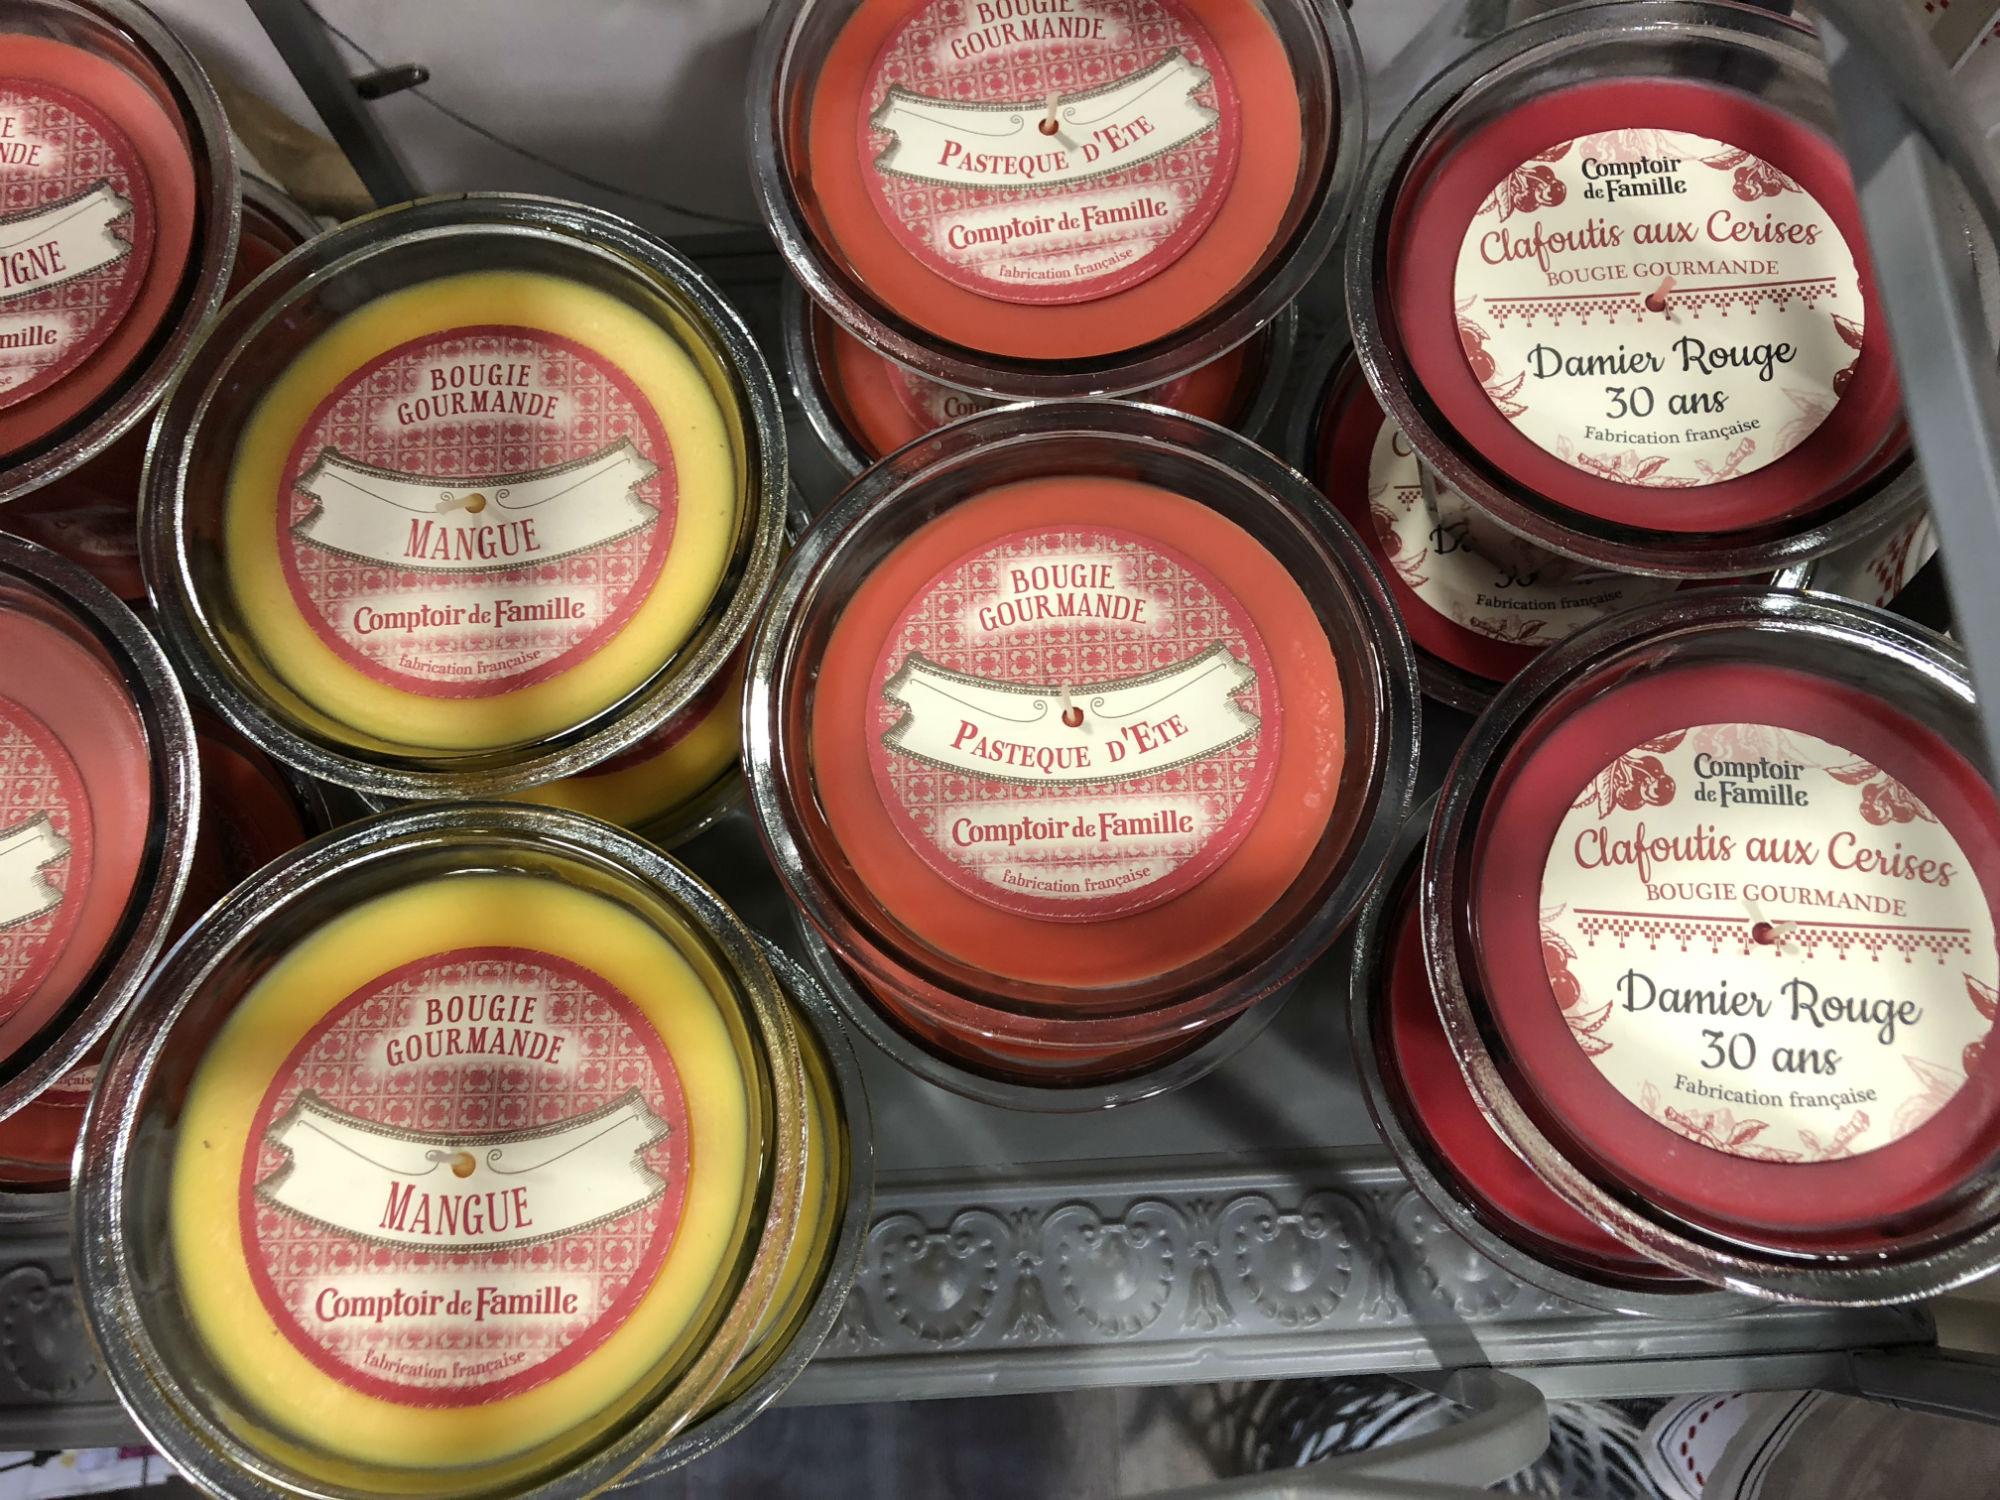 IGNE
BOUGIE
GOURMANDE
MANGUE
Comptoir de Famille
fabrication française
BOUGIE
GOURMANDE
PASTEQUE D'ETE
Comptoir de Famille
fabrication française
Comptoir
de Famille
Clafoutis aux Cerises
BOUGIE GOURMANDE
Damier Rouge
30 ans
Fabrication française
Fabrication française
BOUGIE
GOURMANDE
MANGUE
Comptoir de Famille
fabrication française
BOUGIE
GOURMANDE
PASTEQUE D'ETE
Comptoir de Famille
fabrication française
Comptoir
de Famille
Clafoutis aux Cerises
BOUGIE GOURMANDE
Damier Rouge
30 ans
Fabrication française